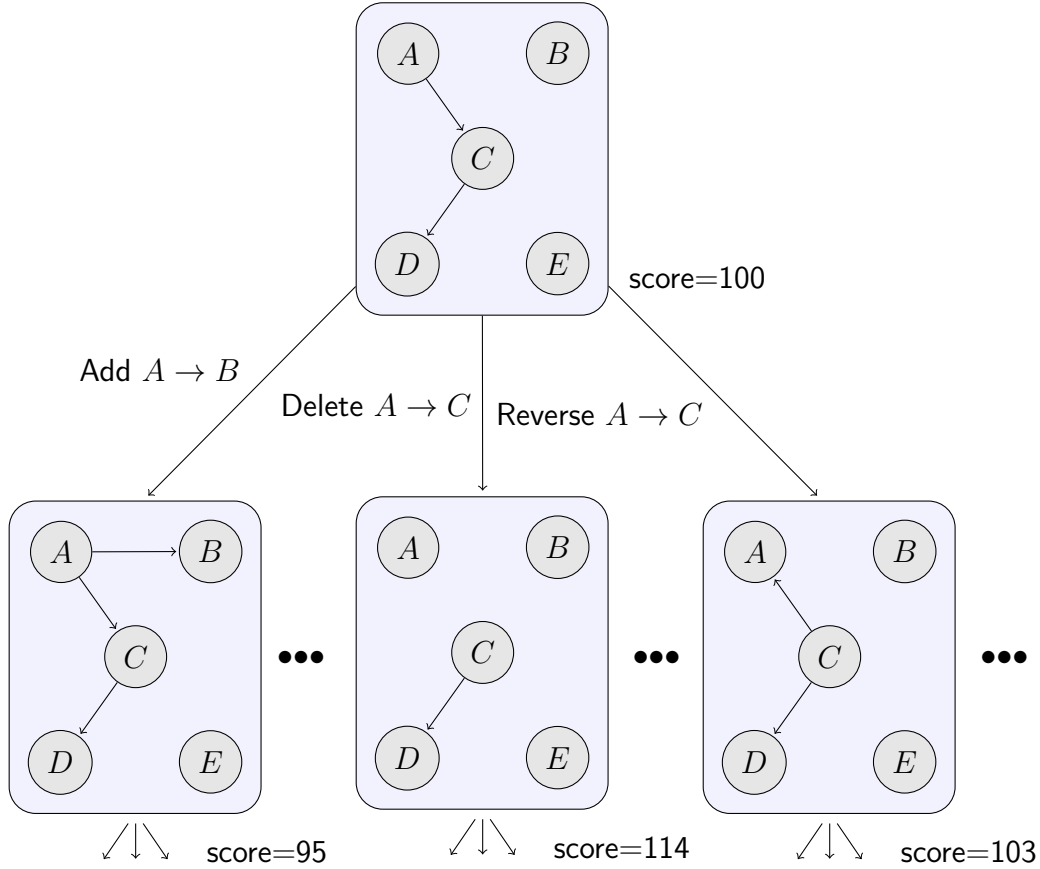 A B
C
D E
score=100
Add A → B
Delete A → C
Reverse A → C
A B
C
D E
score=95
A B
C
D E
score=114
A B
C
D E
score=103